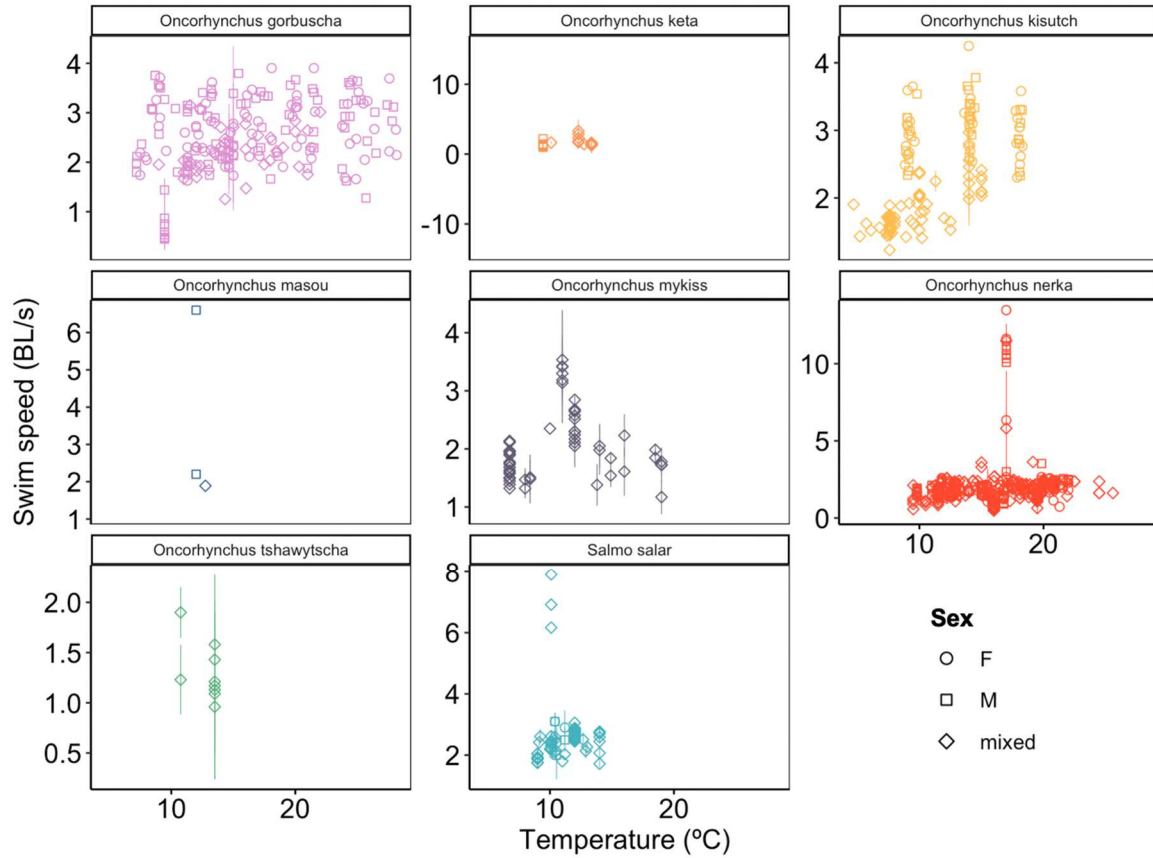 Oncorhynchus gorbuscha
Oncorhynchus keta
Oncorhynchus kisutch
4
3
2
1
10
0
-10
4
3
2
Oncorhynchus masou
Oncorhynchus mykiss
Oncorhynchus nerka
6
5
4
3
2
1
4
3
2
1
10
5
0
10
20
Swim speed (BL/s)
Oncorhynchus tshawytscha
Salmo salar
2.0
1.5
1.0
0.5
10
20
8
6
4
2
10
20
Sex
F
M
mixed
Temperature (ºC)